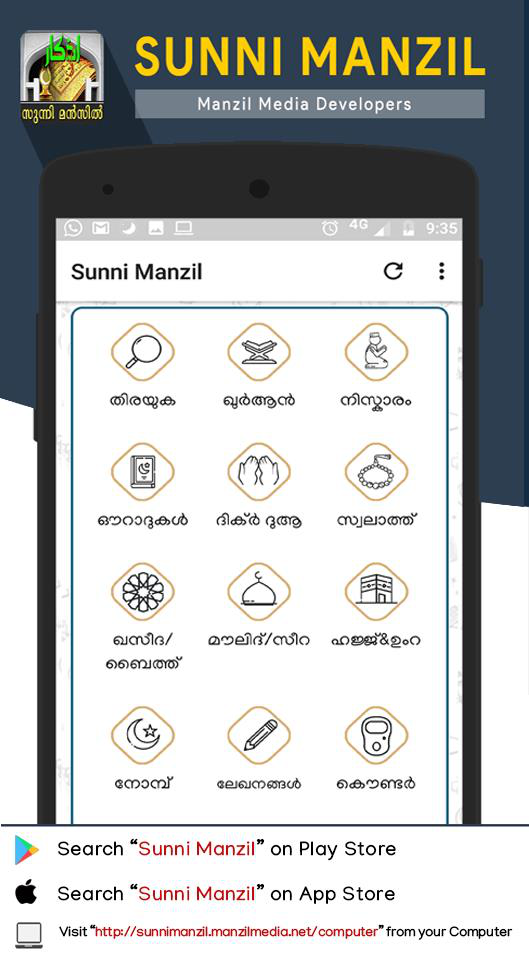 اذكار
സുന്നി മൻസിൽ
SUNNI MANZIL
Manzil Media Developers
4G 9:35
Sunni Manzil
തിരയുക ഖുർആൻ നിസ്കാരം
ഔറാദുകൾ ദിക്ർ ദുആ സ്വലാത്ത്
ഖസീദ/ മൗലിദ്/സീറ ഹജ്ജ്&ഉംറ
ബൈത്ത്
നോമ്പ് ലേഖനങ്ങൾ കൌണ്ടർ
Search “Sunni Manzil” on Play Store
Search “Sunni Manzil” on App Store
Visit “http://sunnimanzil.manzilmedia.net/computer” from your Computer